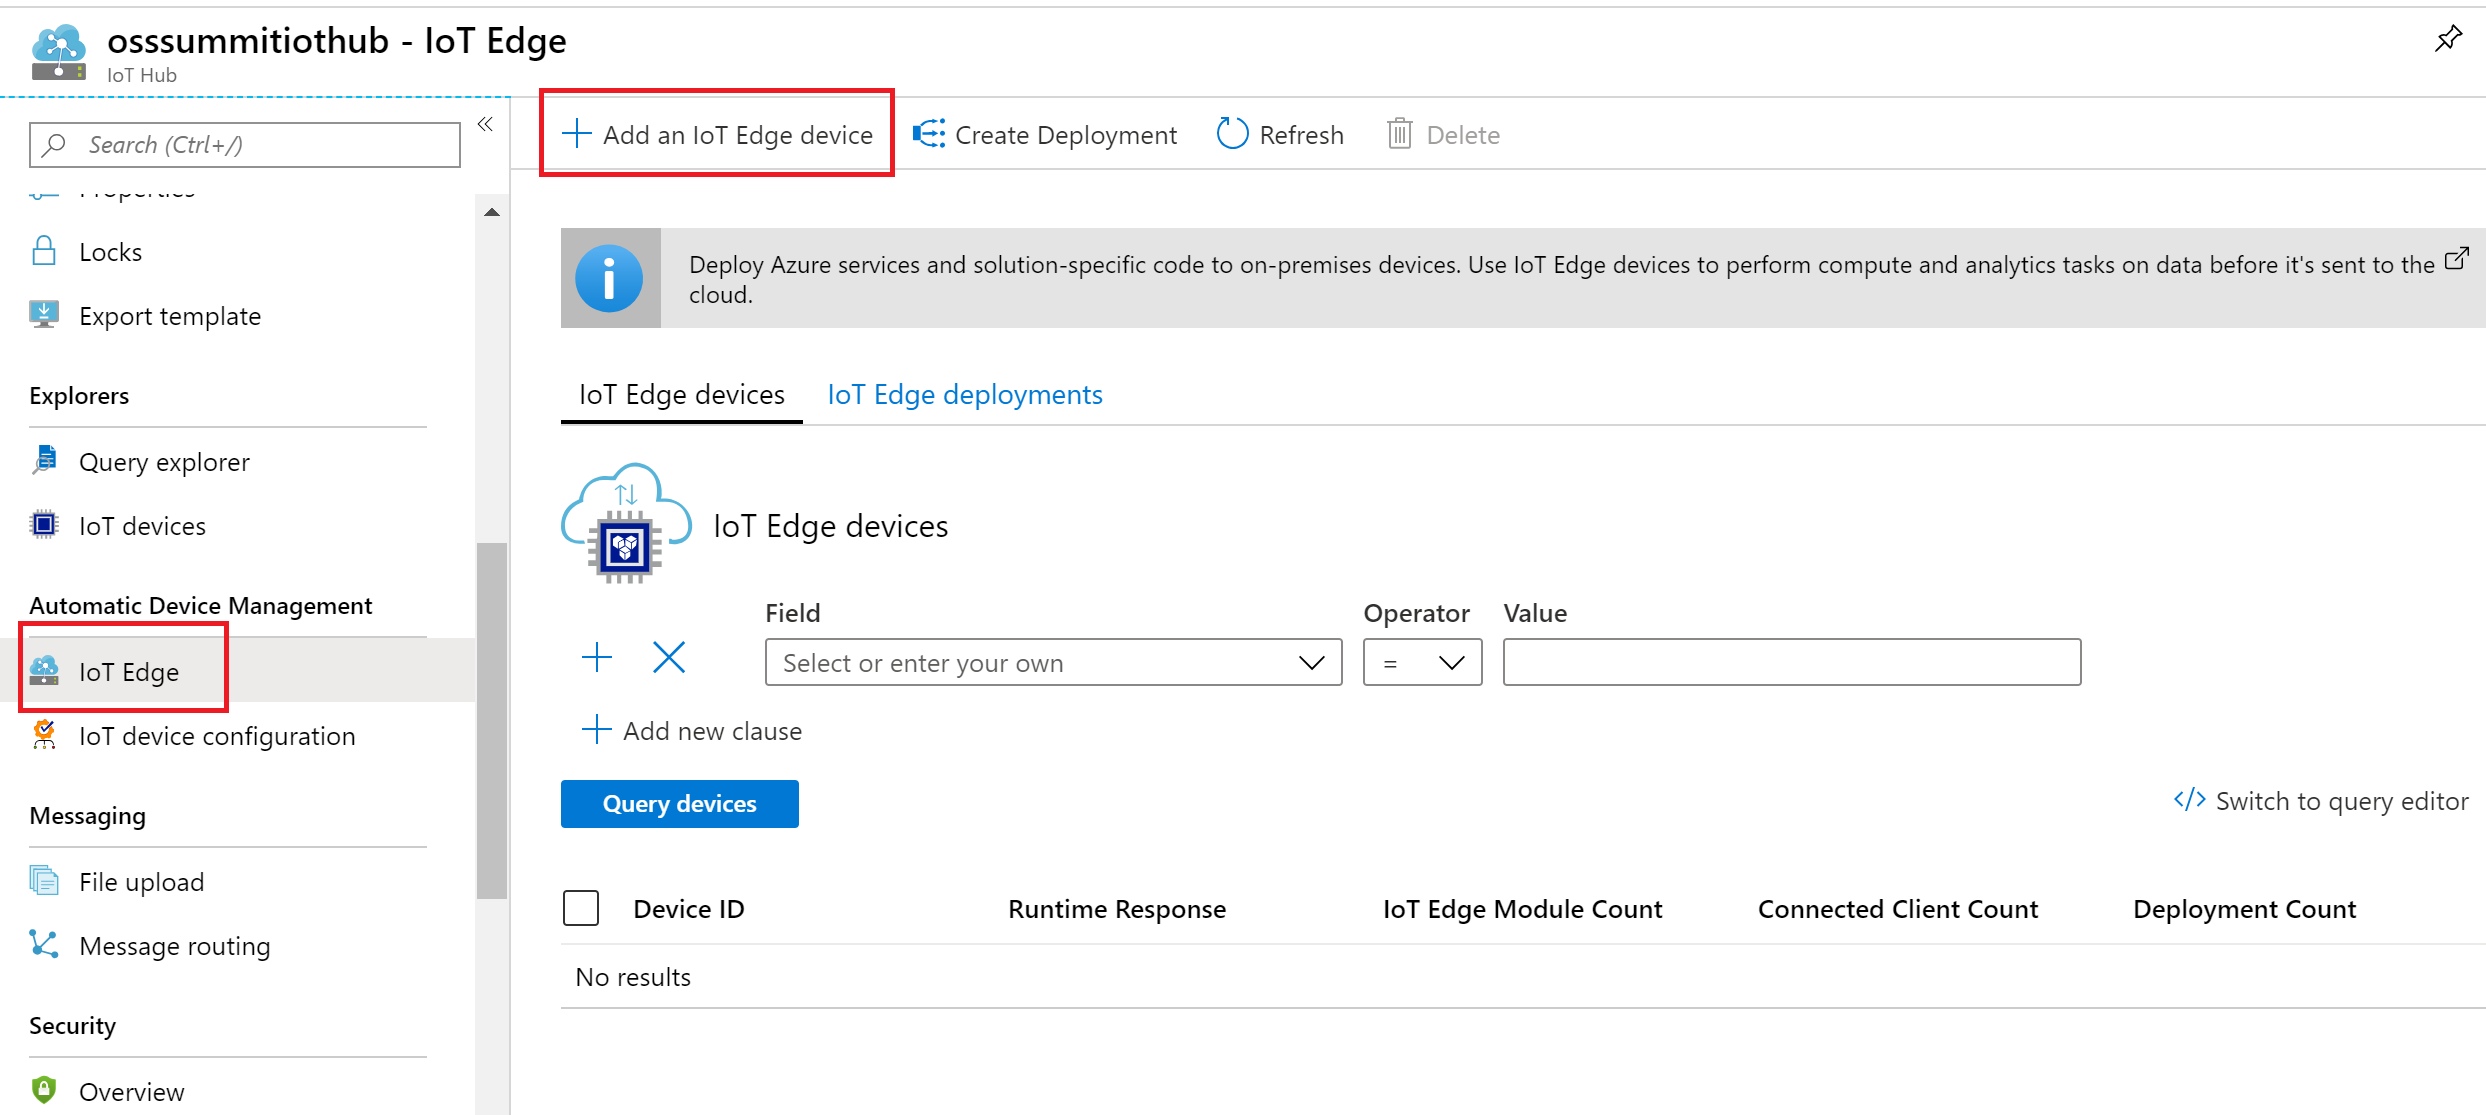 osssummitiothub - IoT Edge
IoT Hub
Search (Ctrl+/)
Properties
Locks
Export template
Explorers
Query explorer
IoT devices
Automatic Device Management
IoT Edge
IoT device configuration
Messaging
File upload
Message routing
Security
Overview
Add an IoT Edge device
Create Deployment
Refresh
Delete
Deploy Azure services and solution-specific code to on-premises devices. Use IoT Edge devices to perform compute and analytics tasks on data before it's sent to the
cloud.
IoT Edge devices
IoT Edge deployments
IoT Edge devices
Field
Operator
Value
Select or enter your own
=
Add new clause
Query devices
</> Switch to query editor
Device ID
Runtime Response
IoT Edge Module Count
Connected Client Count
Deployment Count
No results